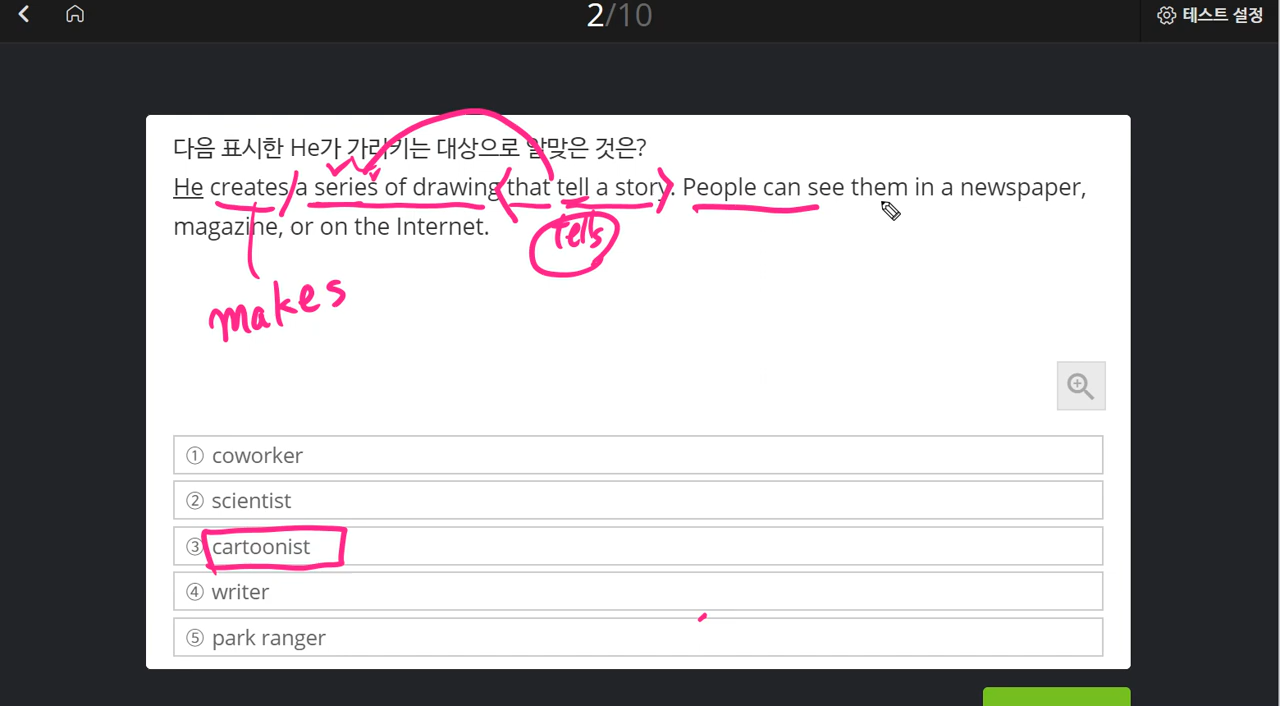 2/10
테스트 설정
다음 표시한 He가 가리키는 대상으로 알맞은 것은?
He creates a series of drawing that tell a story. People can see them in a newspaper,
magazine, or on the Internet.
tells
makes
① coworker
② scientist
③ cartoonist
④ writer
⑤ park ranger